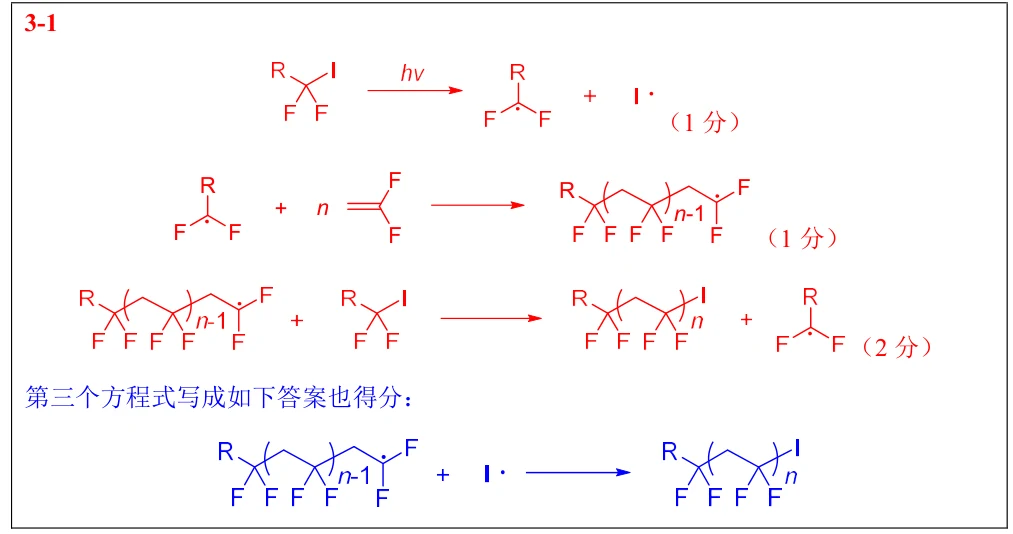 3-1
R I F F hν R F F + I · （1 分）
R F F + n F F R F F F F n-1 F F （1 分）
R F F F F n-1 F F + R I F F R F F F F I n + R F F （2 分）
第三个方程式写成如下答案也得分：
R F F F F n-1 F F + I · R F F F F I n